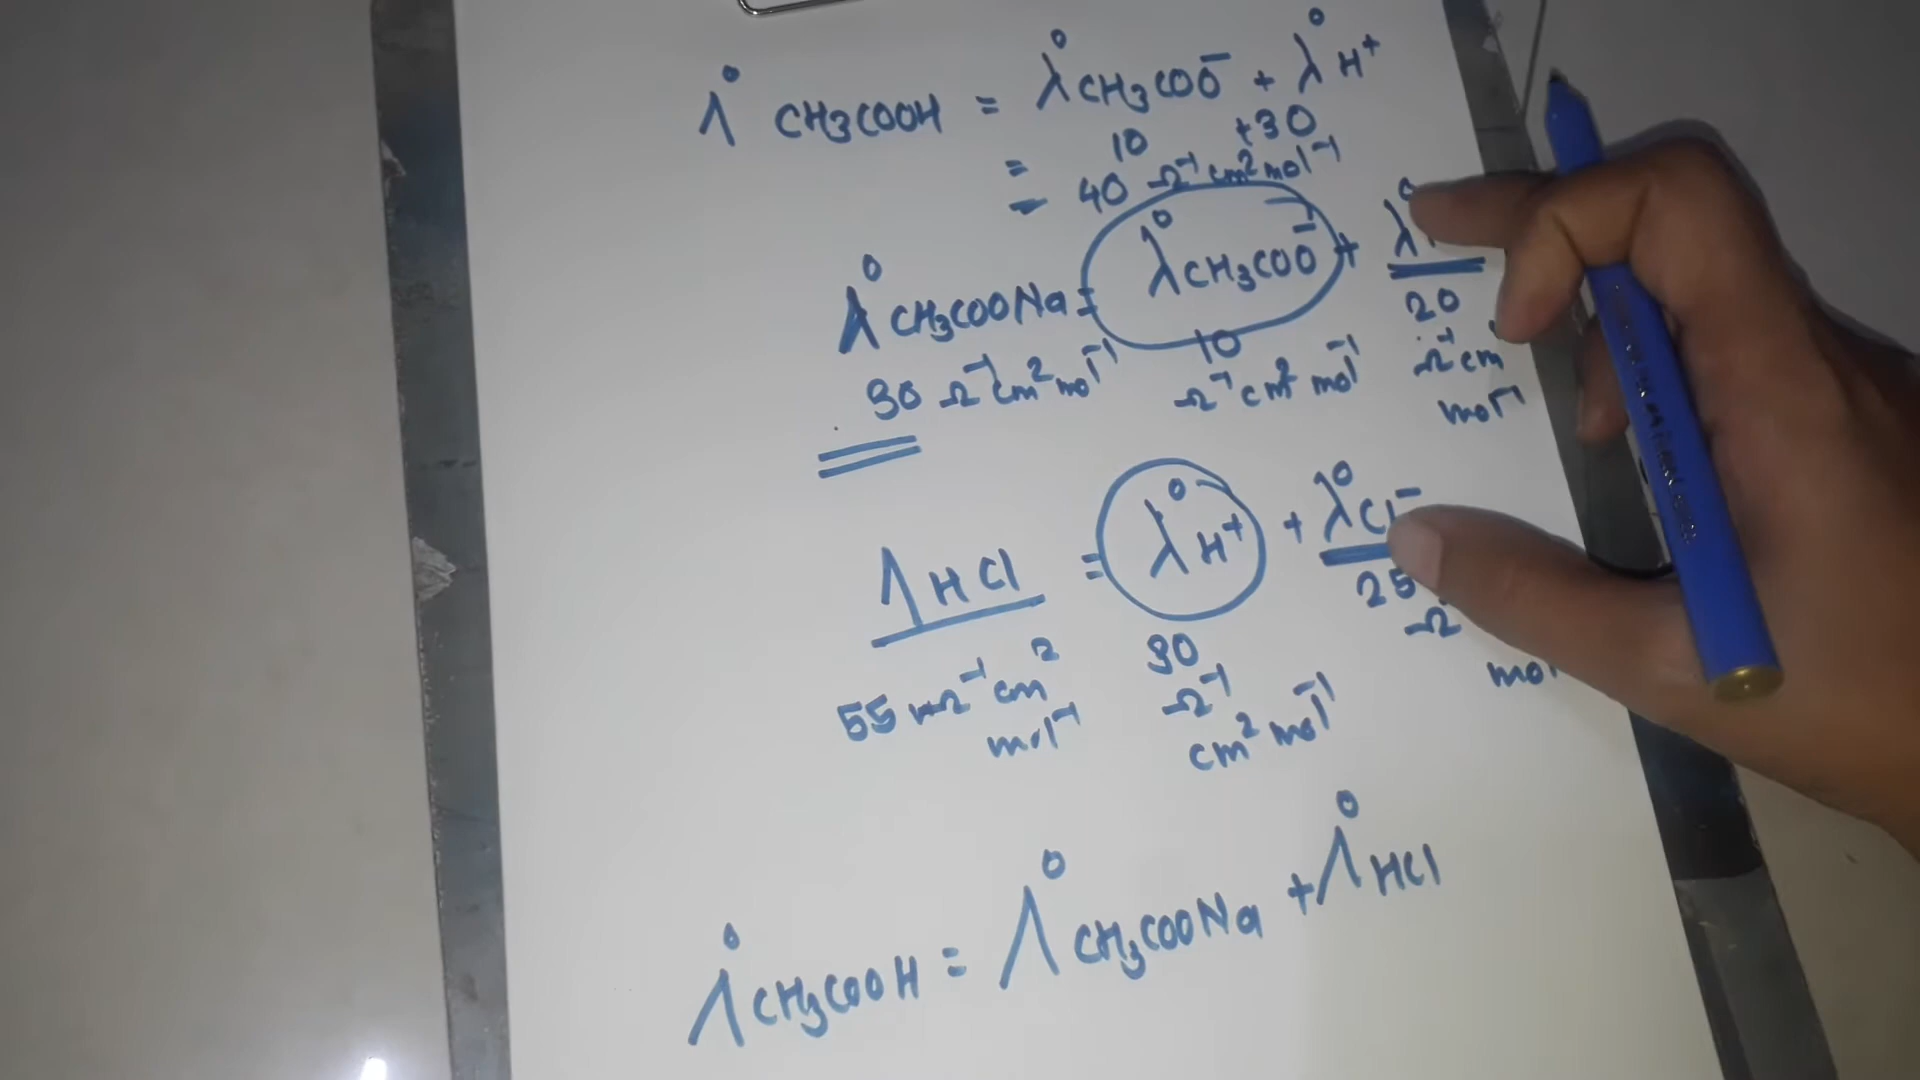 Λ° CH3COOH = λ°CH3COO⁻ + λ°H⁺
= 10 +30
= 40 Ω⁻¹ cm² mol⁻¹
Λ° CH3COONa = λ°CH3COO⁻ + λ°
30 Ω⁻¹ cm² mol⁻¹ 10 Ω⁻¹ cm² mol⁻¹ 20 Ω⁻¹ cm mol⁻¹
Λ HCl = λ°H⁺ + λ°Cl⁻
55 Ω⁻¹ cm² mol⁻¹ 30 Ω⁻¹ cm² mol⁻¹ 25 Ω mol
Λ° CH3COOH = Λ° CH3COONa + Λ° HCl